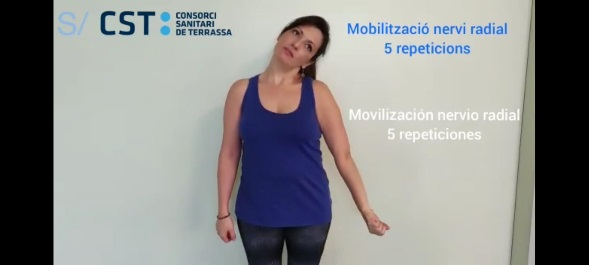 S/ CST CONSORCI
SANITARI
DE TERRASSA
Mobilització nervi radial
5 repeticions
Movilización nervio radial
5 repeticiones